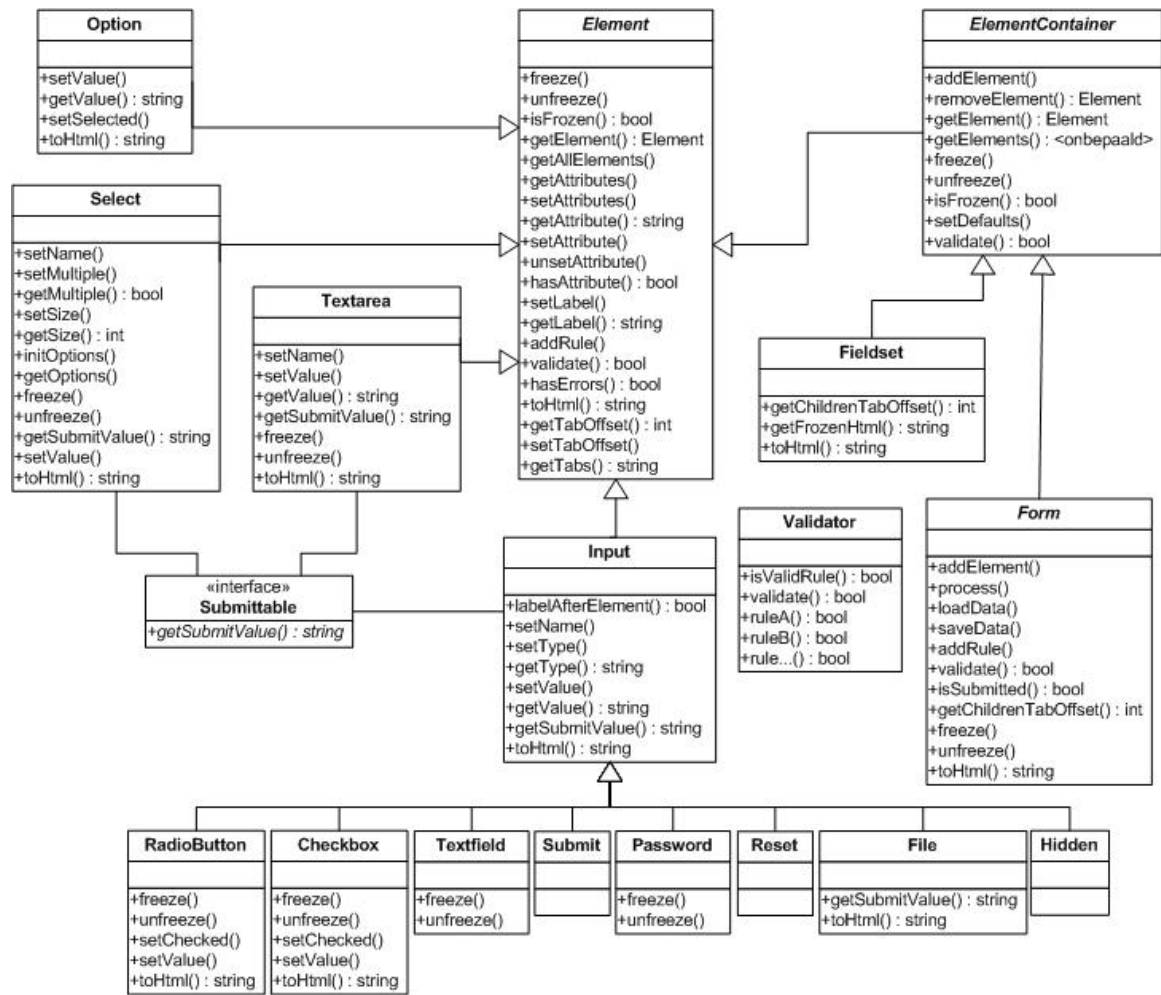 Option
+setValue()
+getValue() : string
+setSelected()
+toHtml() : string
Element
+freeze()
+unfreeze()
+isFrozen() : bool
+getElement() : Element
+getAllElements()
+getAttributes()
+setAttributes()
+getAttribute() : string
+setAttribute()
+unsetAttribute()
+hasAttribute() : bool
+setLabel()
+getLabel() : string
+addRule()
+validate() : bool
+hasErrors() : bool
+toHtml() : string
+getTabOffset() : int
+setTabOffset()
+getTabs() : string
ElementContainer
+addElement()
+removeElement() : Element
+getElement() : Element
+getElements() : <onbepaald>
+freeze()
+unfreeze()
+isFrozen() : bool
+setDefaults()
+validate() : bool
Select
+setName()
+setMultiple()
+getMultiple() : bool
+setSize()
+getSize() : int
+initOptions()
+getOptions()
+freeze()
+unfreeze()
+getSubmitValue() : string
+setValue()
+toHtml() : string
Textarea
+setName()
+setValue()
+getValue() : string
+getSubmitValue() : string
+freeze()
+unfreeze()
+toHtml() : string
Fieldset
+getChildrenTabOffset() : int
+getFrozenHtml() : string
+toHtml() : string
«interface»
Submittable
+getSubmitValue() : string
Input
+labelAfterElement() : bool
+setName()
+setType()
+getType() : string
+setValue()
+getValue() : string
+getSubmitValue() : string
+toHtml() : string
Validator
+isValidRule() : bool
+validate() : bool
+ruleA() : bool
+ruleB() : bool
+rule...() : bool
Form
+addElement()
+process()
+loadData()
+saveData()
+addRule()
+validate() : bool
+isSubmitted() : bool
+getChildrenTabOffset() : int
+freeze()
+unfreeze()
+toHtml() : string
RadioButton
+freeze()
+unfreeze()
+setChecked()
+setValue()
+toHtml() : string
Checkbox
+freeze()
+unfreeze()
+setChecked()
+setValue()
+toHtml() : string
Textfield
+freeze()
+unfreeze()
Submit
Password
+freeze()
+unfreeze()
Reset
File
+getSubmitValue() : string
+toHtml() : string
Hidden